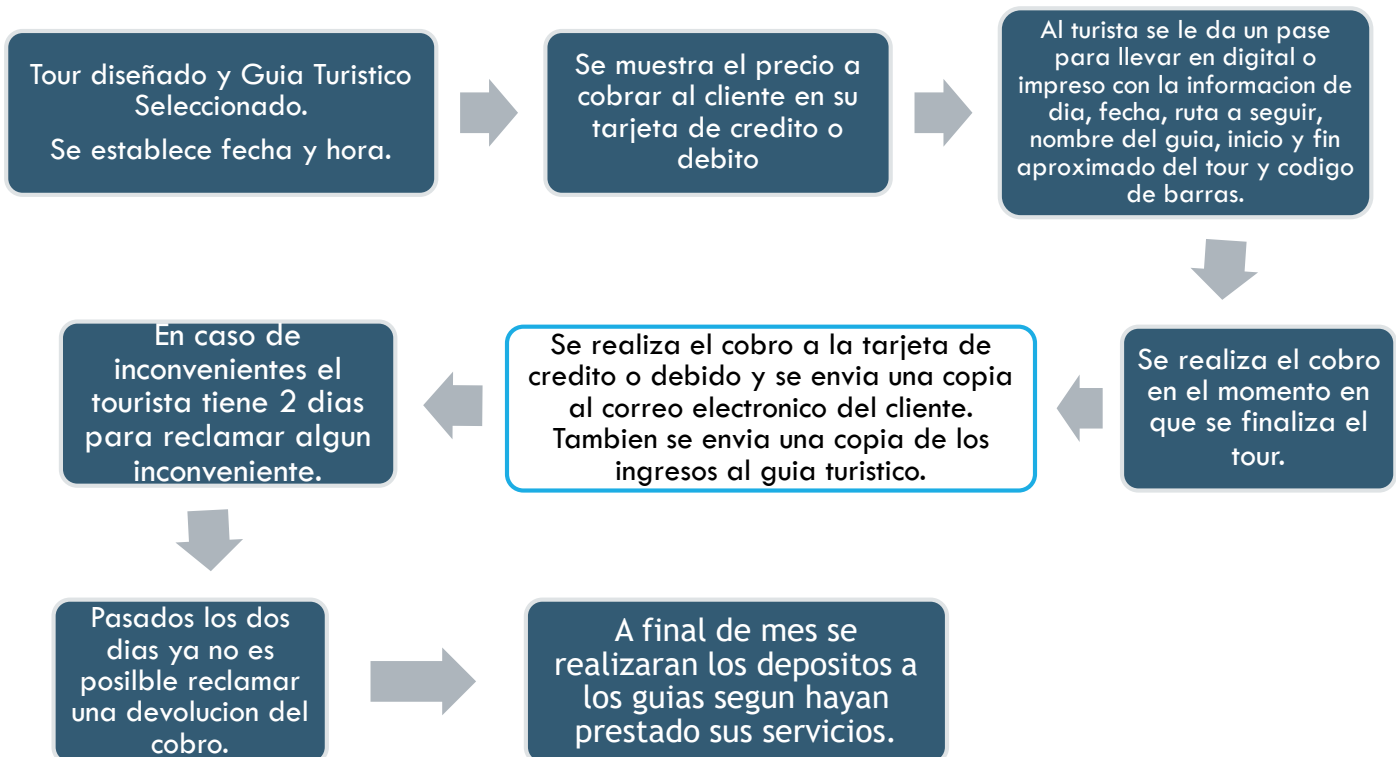 Tour diseñado y Guia Turistico
Seleccionado.
Se establece fecha y hora.
Se muestra el precio a
cobrar al cliente en su
tarjeta de credito o
debito
Al turista se le da un pase
para llevar en digital o
impreso con la informacion de
dia, fecha, ruta a seguir,
nombre del guia, inicio y fin
aproximado del tour y codigo
de barras.
Se realiza el cobro
en el momento en
que se finaliza el
tour.
Se realiza el cobro a la tarjeta de
credito o debido y se envia una copia
al correo electronico del cliente.
Tambien se envia una copia de los
ingresos al guia turistico.
En caso de
inconvenientes el
tourista tiene 2 dias
para reclamar algun
inconveniente.
Pasados los dos
dias ya no es
posilble reclamar
una devolucion del
cobro.
A final de mes se
realizaran los depositos a
los guias segun hayan
prestado sus servicios.